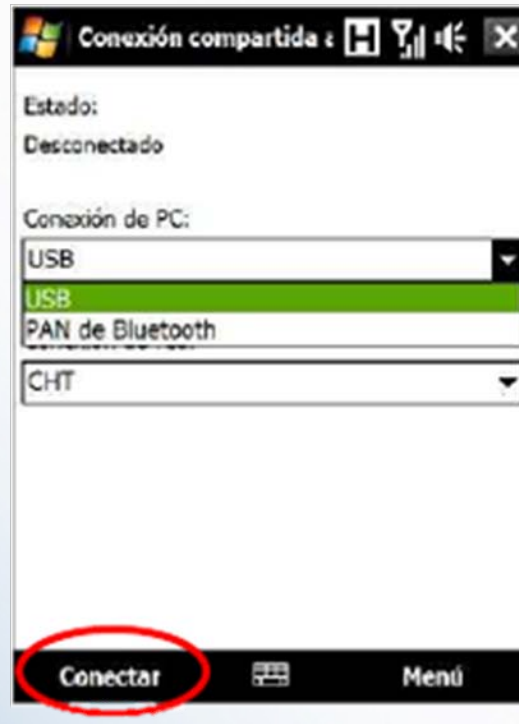 Conexión compartida a
Estado:
Desconectado
Conexión de PC:
USB
USB
PAN de Bluetooth
CHT
Conectar
Menú